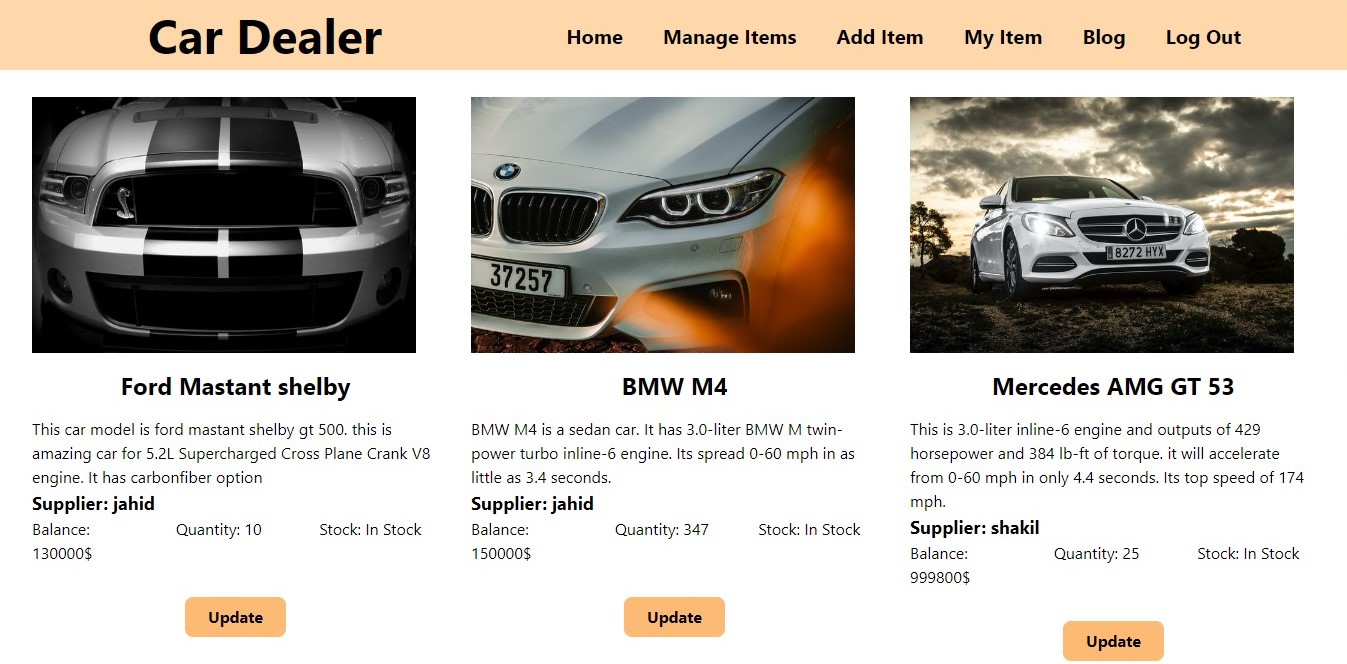 Car Dealer
Home Manage Items Add Item My Item Blog Log Out
37257
8272 HYX
Ford Mastant shelby
This car model is ford mastant shelby gt 500. this is
amazing car for 5.2L Supercharged Cross Plane Crank V8
engine. It has carbonfiber option
Supplier: jahid
Balance: Quantity: 10 Stock: In Stock
130000$
Update
BMW M4
BMW M4 is a sedan car. It has 3.0-liter BMW M twin-
power turbo inline-6 engine. Its spread 0-60 mph in as
little as 3.4 seconds.
Supplier: jahid
Balance: Quantity: 347 Stock: In Stock
150000$
Update
Mercedes AMG GT 53
This is 3.0-liter inline-6 engine and outputs of 429
horsepower and 384 lb-ft of torque. it will accelerate
from 0-60 mph in only 4.4 seconds. Its top speed of 174
mph.
Supplier: shakil
Balance: Quantity: 25 Stock: In Stock
999800$
Update